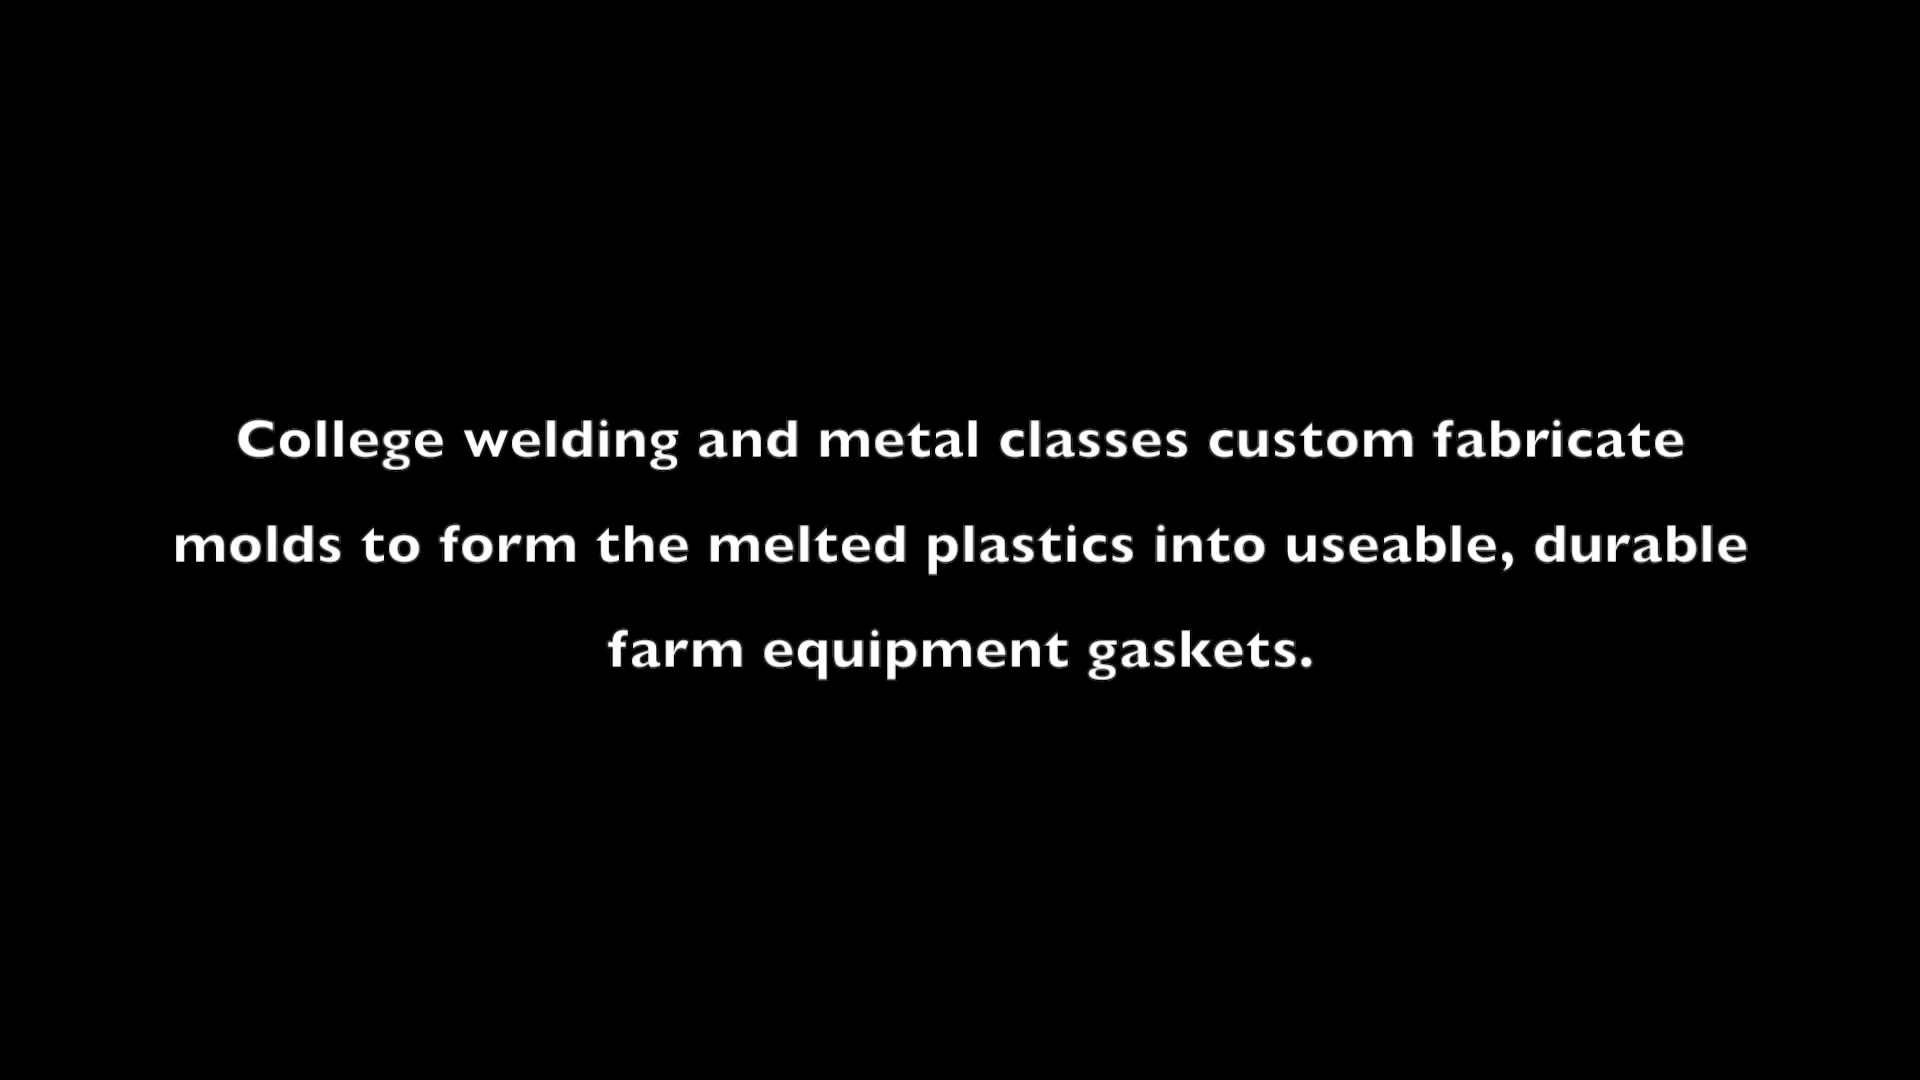 College welding and metal classes custom fabricate
molds to form the melted plastics into useable, durable
farm equipment gaskets.